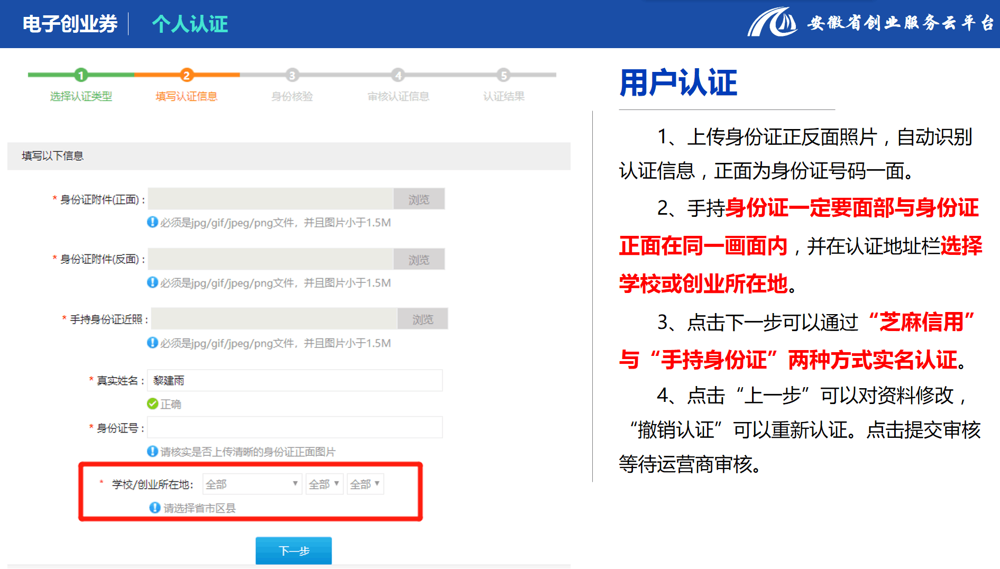 电子创业券
个人认证
安徽省创业服务云平台
1
2
3
4
5
选择认证类型
填写认证信息
身份核验
审核认证信息
认证结果
填写以下信息
* 身份证附件(正面) :
浏览
必须是jpg/gif/jpeg/png文件，并且图片小于1.5M
* 身份证附件(反面) :
浏览
必须是jpg/gif/jpeg/png文件，并且图片小于1.5M
* 手持身份证近照 :
浏览
必须是jpg/gif/jpeg/png文件，并且图片小于1.5M
* 真实姓名 : 黎建雨
正确
* 身份证号 :
请核实是否上传清晰的身份证正面图片
* 学校/创业所在地: 全部 全部 全部
请选择省市区县
下一步
用户认证
1、上传身份证正反面照片，自动识别
认证信息，正面为身份证号码一面。
2、手持身份证一定要面部与身份证
正面在同一画面内，并在认证地址栏选择
学校或创业所在地。
3、点击下一步可以通过“芝麻信用”
与“手持身份证”两种方式实名认证。
4、点击“上一步”可以对资料修改，
“撤销认证”可以重新认证。点击提交审核
等待运营商审核。